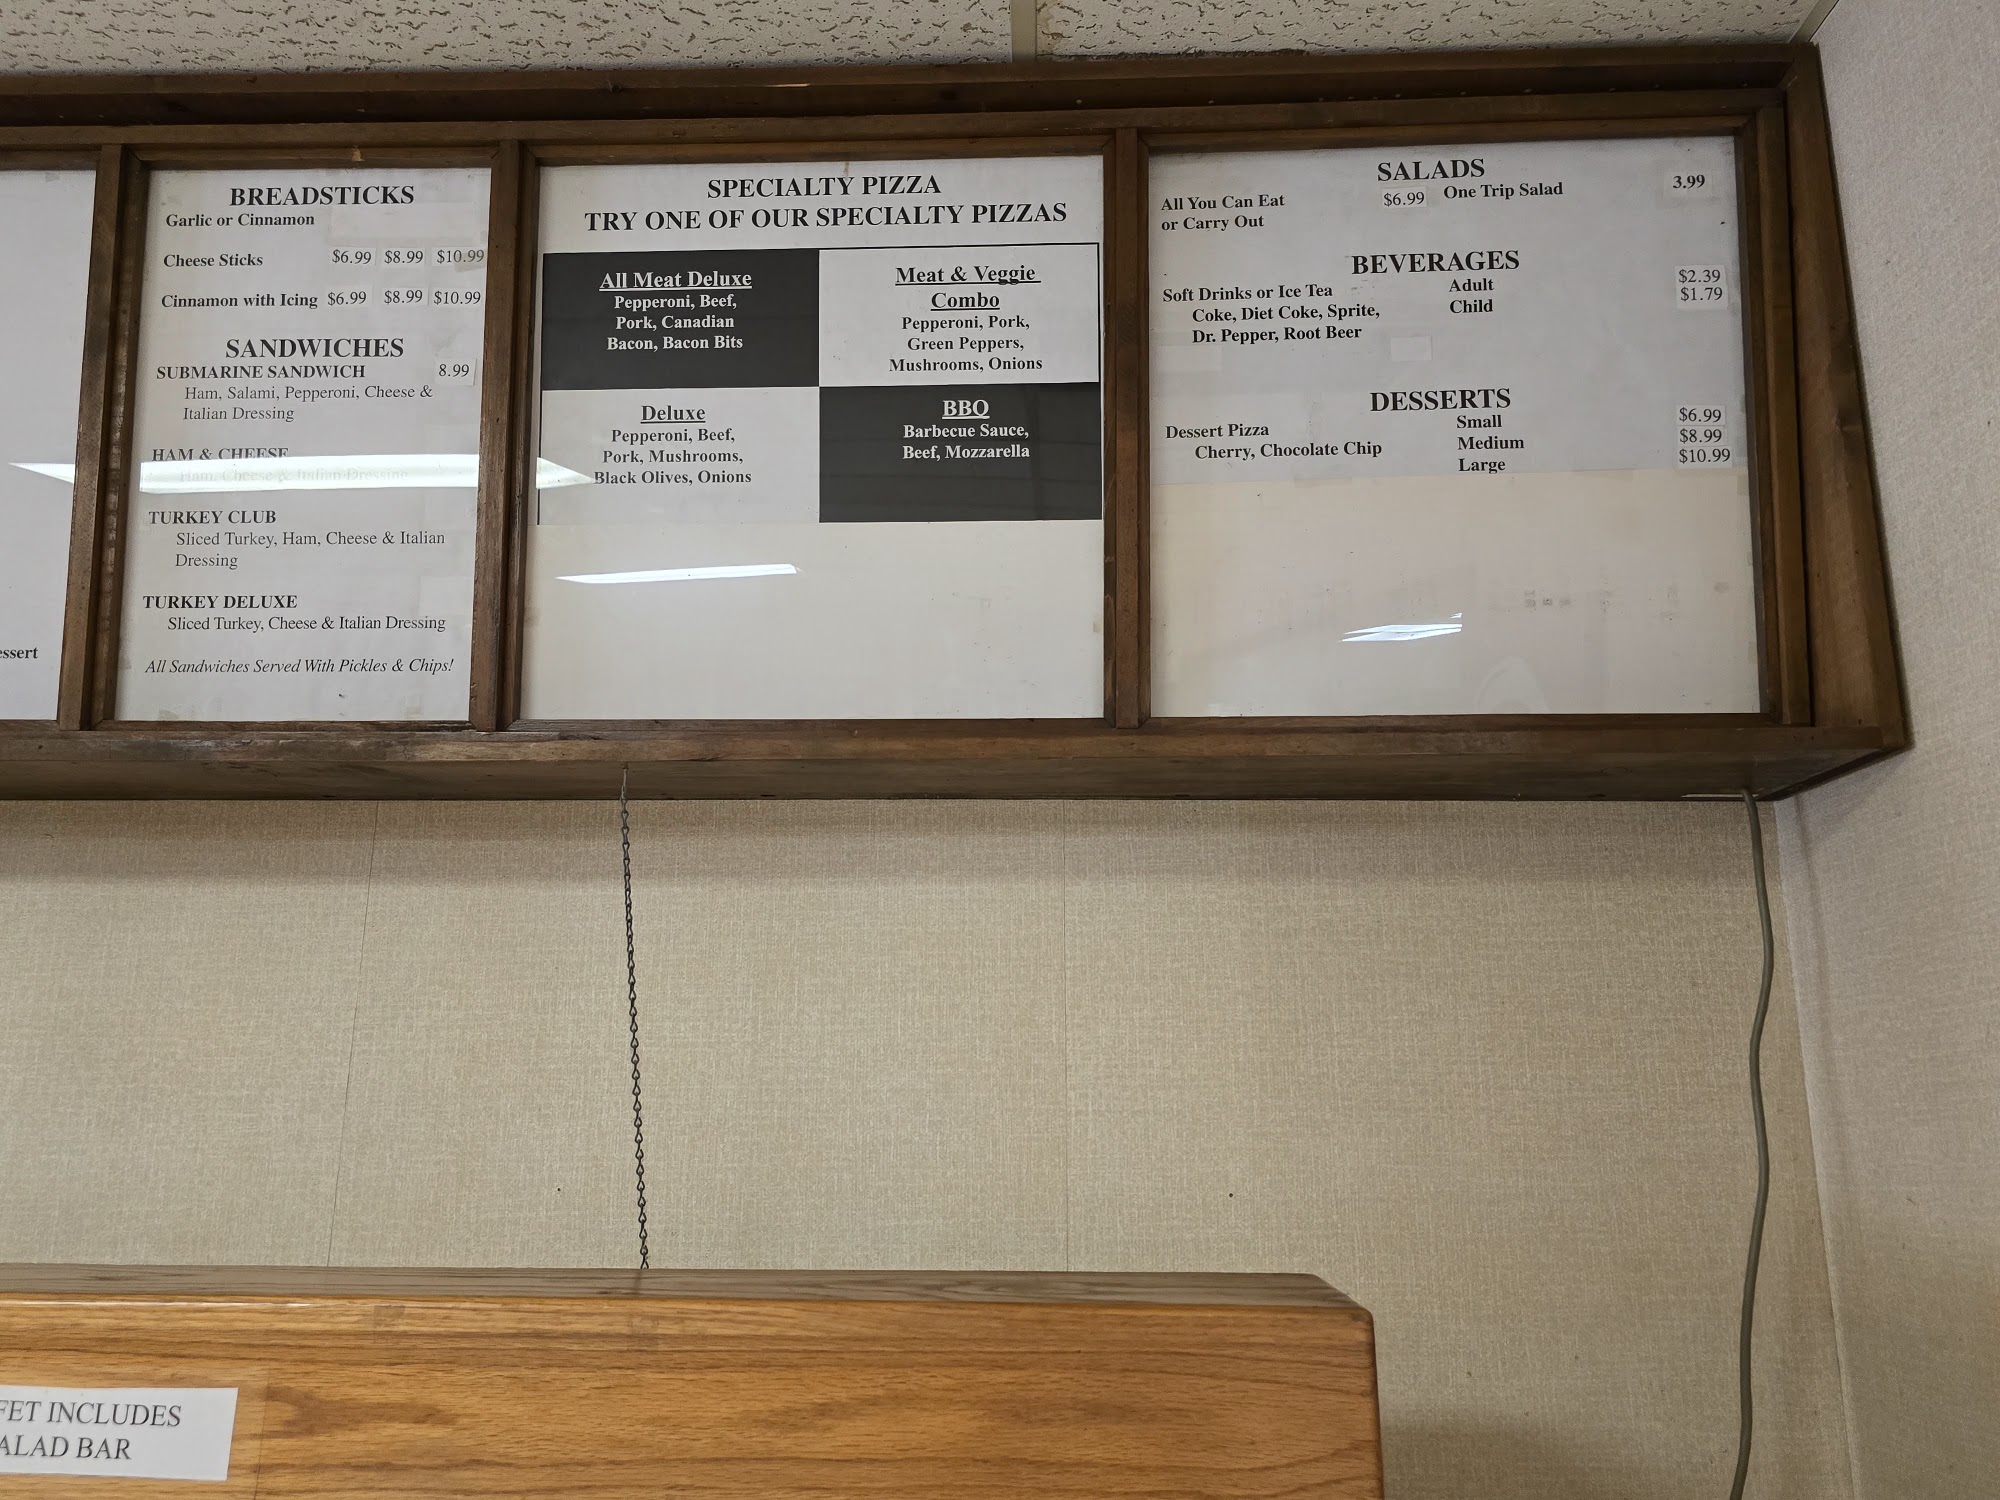 essert
BREADSTICKS
Garlic or Cinnamon
Cheese Sticks $6.99 $8.99 $10.99
Cinnamon with Icing $6.99 $8.99 $10.99
SANDWICHES
SUBMARINE SANDWICH 8.99
Ham, Salami, Pepperoni, Cheese &
Italian Dressing
HAM & CHEESE
Ham, Cheese & Italian Dressing
TURKEY CLUB
Sliced Turkey, Ham, Cheese & Italian
Dressing
TURKEY DELUXE
Sliced Turkey, Cheese & Italian Dressing
All Sandwiches Served With Pickles & Chips!
SPECIALTY PIZZA
TRY ONE OF OUR SPECIALTY PIZZAS
All Meat Deluxe
Pepperoni, Beef,
Pork, Canadian
Bacon, Bacon Bits
Meat & Veggie
Combo
Pepperoni, Pork,
Green Peppers,
Mushrooms, Onions
Deluxe
Pepperoni, Beef,
Pork, Mushrooms,
Black Olives, Onions
BBQ
Barbecue Sauce,
Beef, Mozzarella
SALADS
All You Can Eat $6.99 One Trip Salad 3.99
or Carry Out
BEVERAGES
Soft Drinks or Ice Tea Adult $2.39
Coke, Diet Coke, Sprite, Child $1.79
Dr. Pepper, Root Beer
DESSERTS
Dessert Pizza Small $6.99
Cherry, Chocolate Chip Medium $8.99
Large $10.99
FET INCLUDES
ALAD BAR